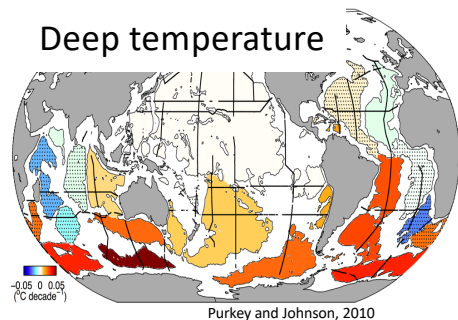 Deep temperature
−0.05 0 0.05
(°C decade⁻¹)
Purkey and Johnson, 2010